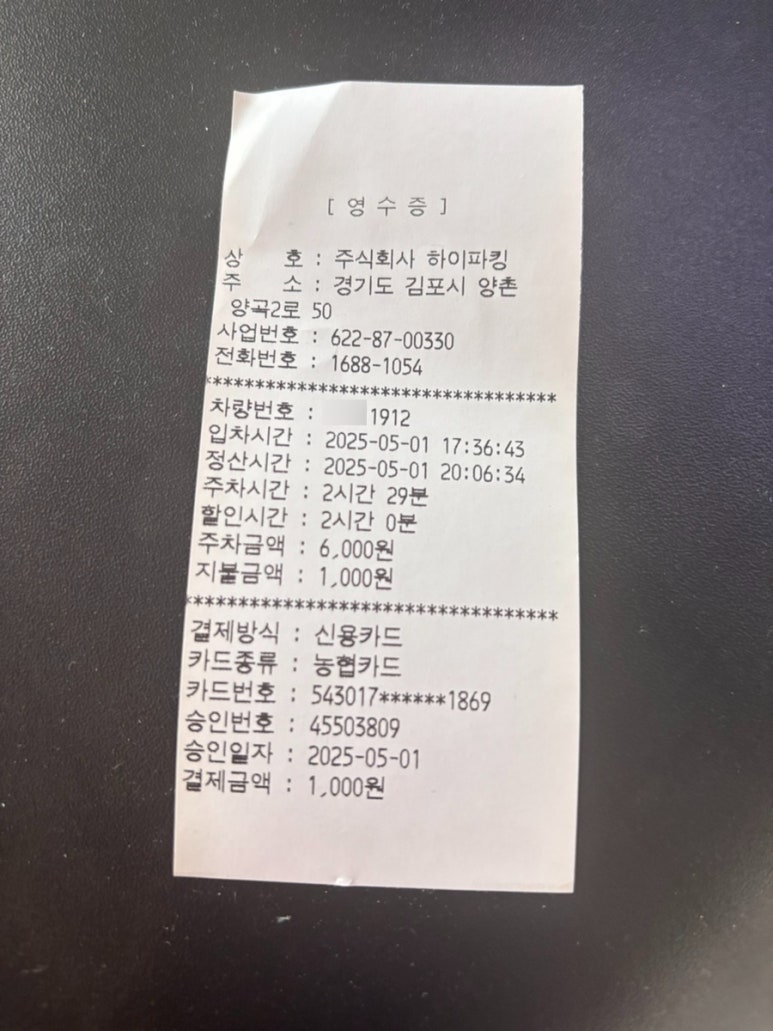 [ 영 수 증 ]
상 호 : 주식회사 하이파킹
주 소 : 경기도 김포시 양촌
양곡2로 50
사업번호 : 622-87-00330
전화번호 : 1688-1054
**********************************
차량번호 : 1912
입차시간 : 2025-05-01 17:36:43
정산시간 : 2025-05-01 20:06:34
주차시간 : 2시간 29분
할인시간 : 2시간 0분
주차금액 : 6,000원
지불금액 : 1,000원
**********************************
결제방식 : 신용카드
카드종류 : 농협카드
카드번호 : 543017******1869
승인번호 : 45503809
승인일자 : 2025-05-01
결제금액 : 1,000원